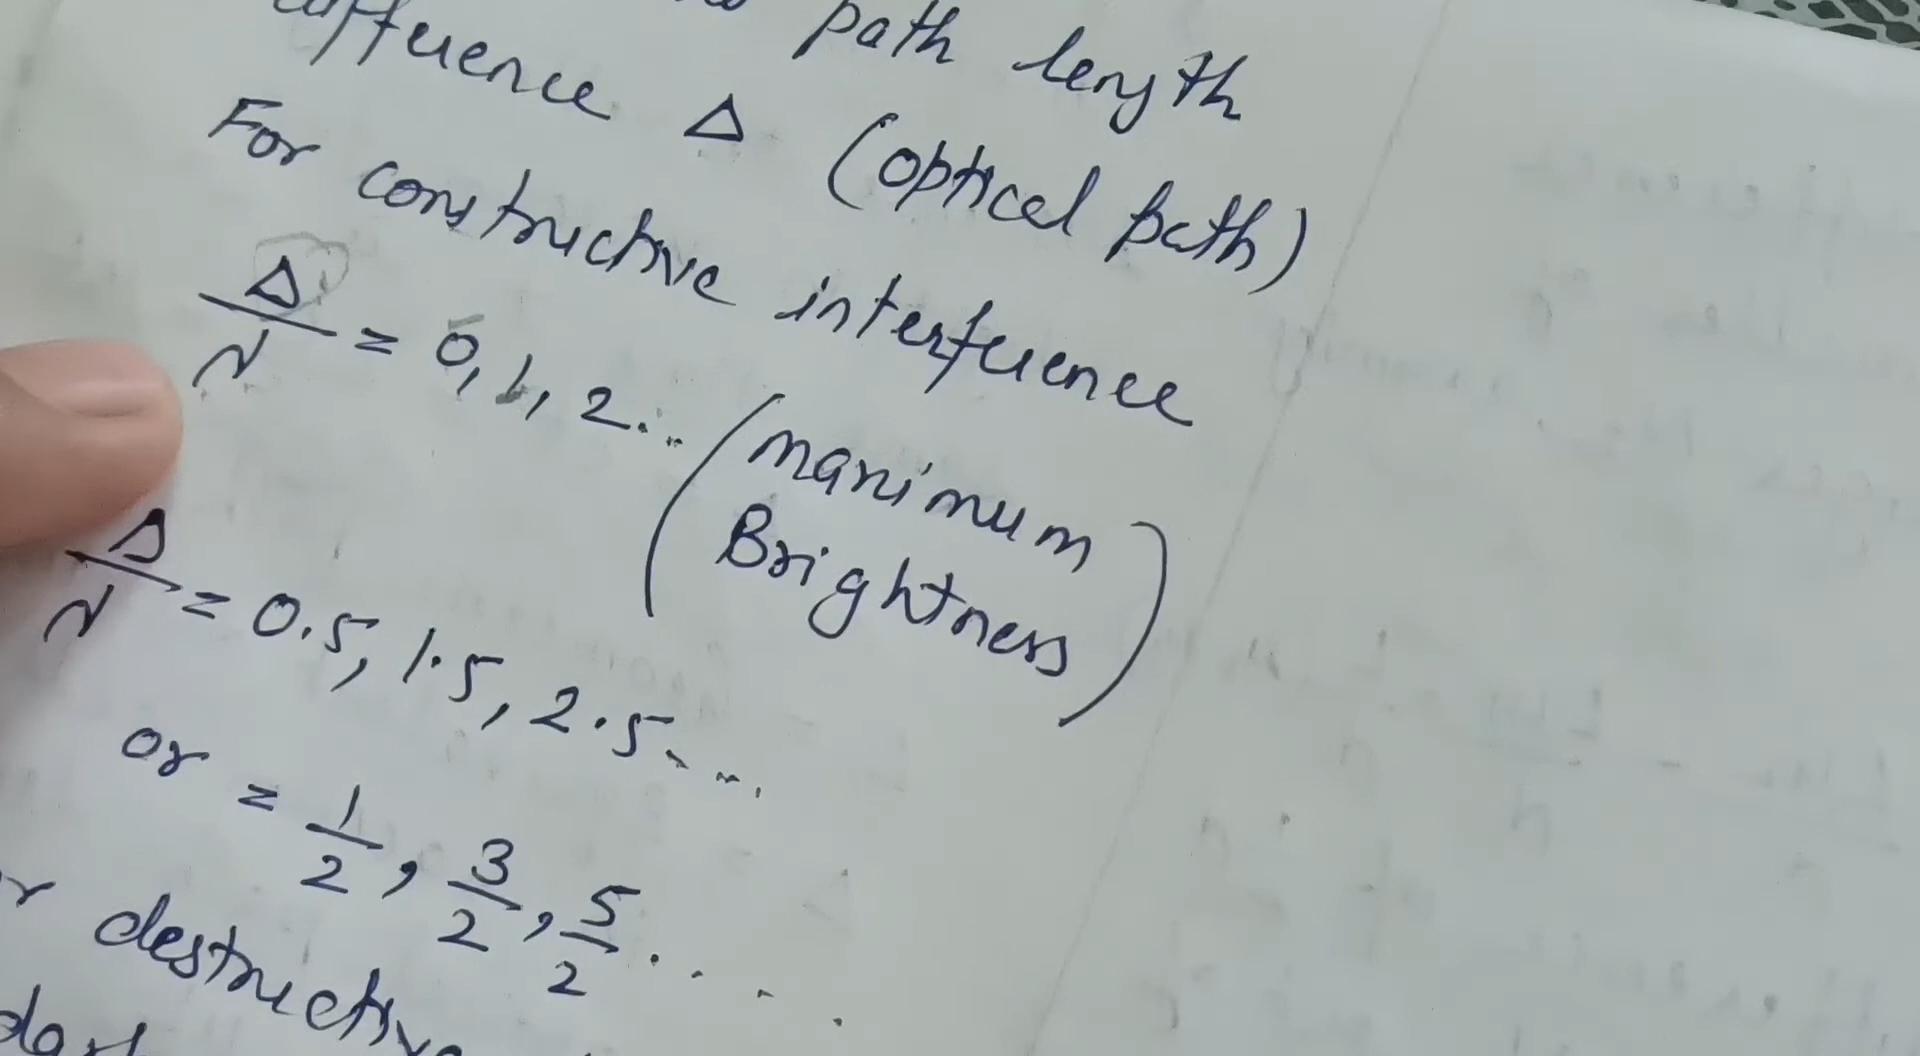 path length
difference Δ (optical path)
For constructive interference
Δ/λ = 0, 1, 2... (maximum
Brightness)
Δ/λ = 0.5, 1.5, 2.5....
or = 1/2, 3/2, 5/2 ....
destructive